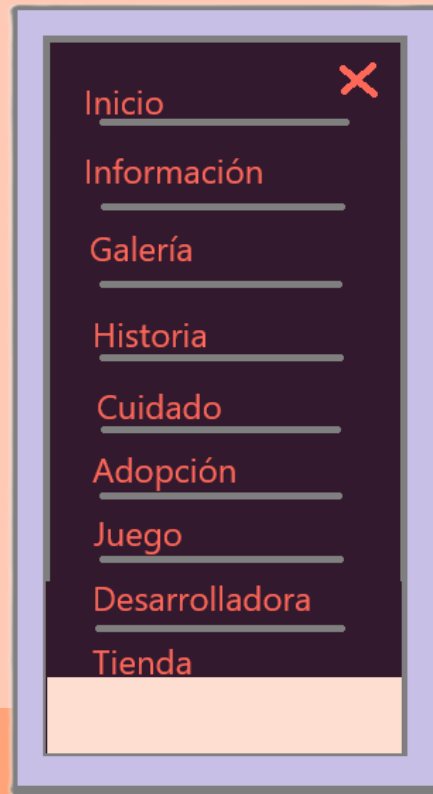 Inicio
Información
Galería
Historia
Cuidado
Adopción
Juego
Desarrolladora
Tienda